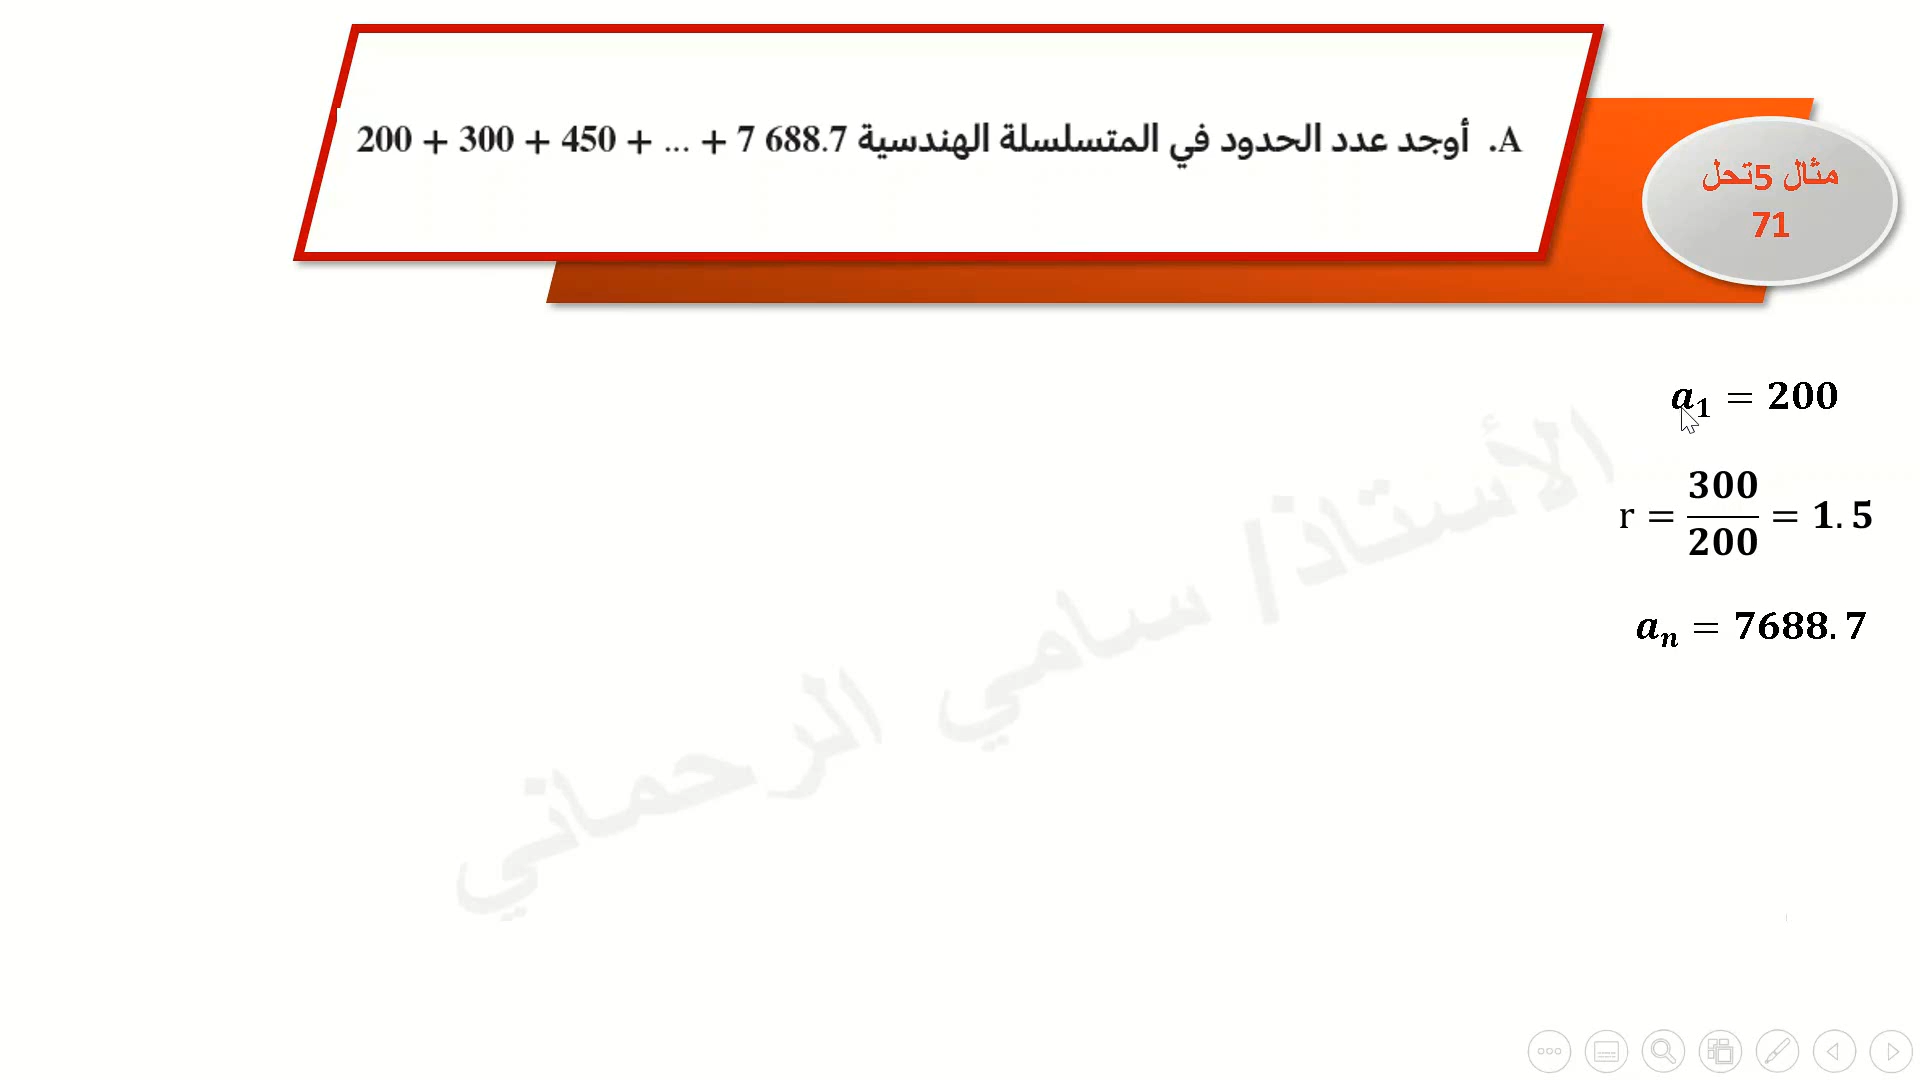 A. أوجد عدد الحدود في المتسلسلة الهندسية 200 + 300 + 450 + ... + 7 688.7
مثال 5تحل
71
a₁ = 200
r = 300/200 = 1.5
aₙ = 7688.7
الأستاذ/ سامي الرحماني